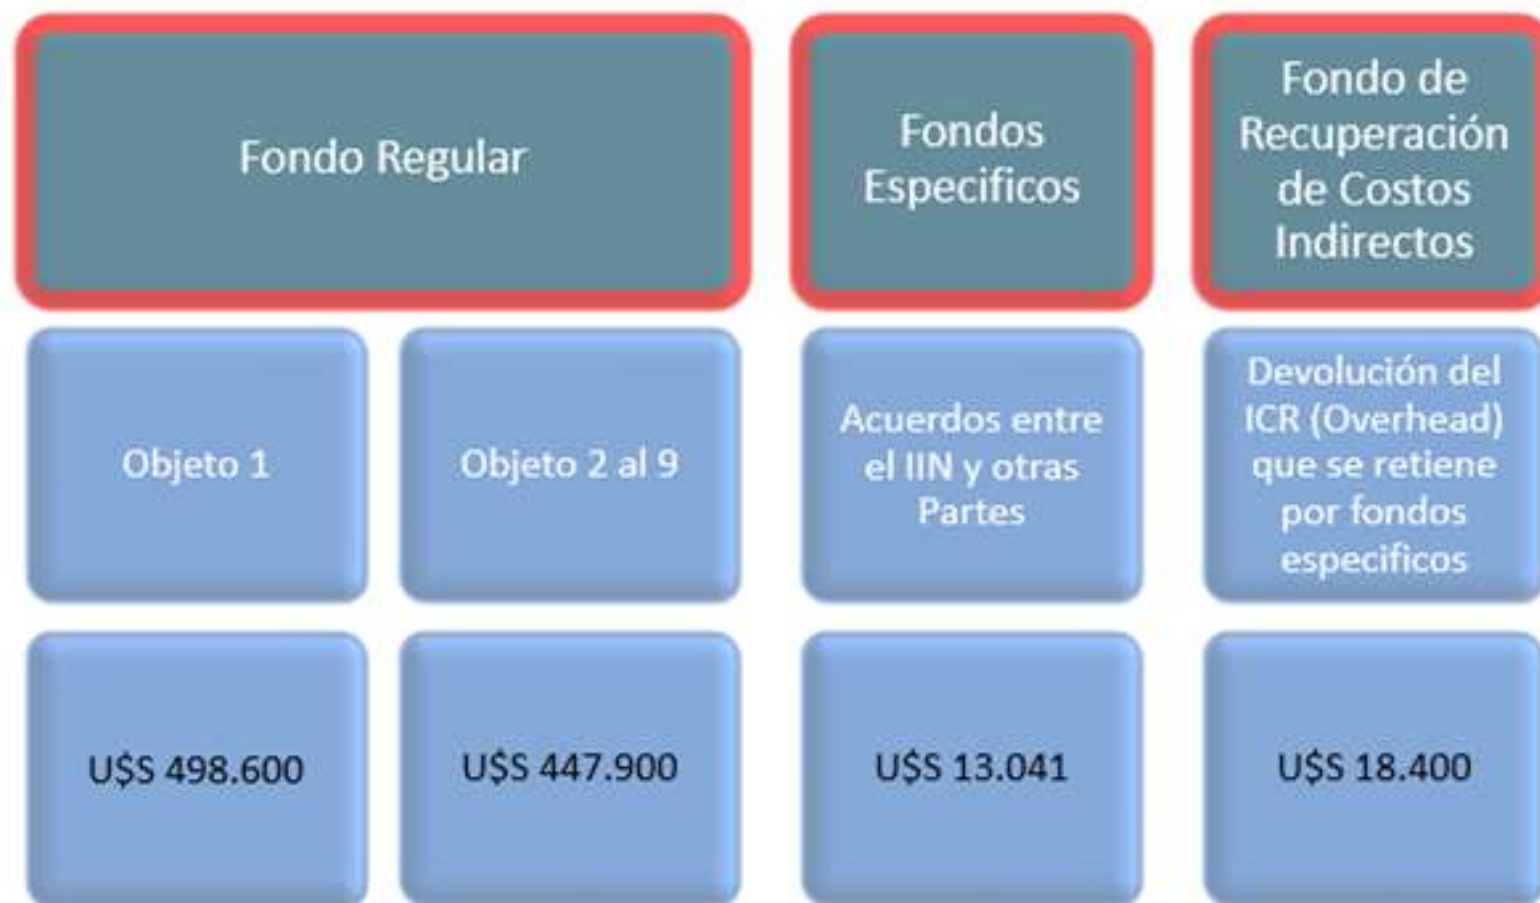 Fondo Regular
Fondos
Especificos
Fondo de
Recuperación
de Costos
Indirectos
Objeto 1
Objeto 2 al 9
Acuerdos entre
el IIN y otras
Partes
Devolución del
ICR (Overhead)
que se retiene
por fondos
especificos
U$S 498.600
U$S 447.900
U$S 13.041
U$S 18.400